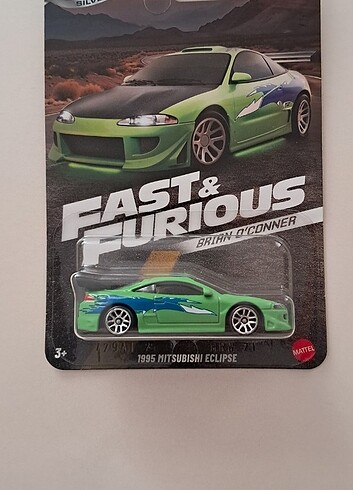 FAST &
FURIOUS
BRIAN O'CONNER
3+
1995 MITSUBISHI ECLIPSE
MATTEL